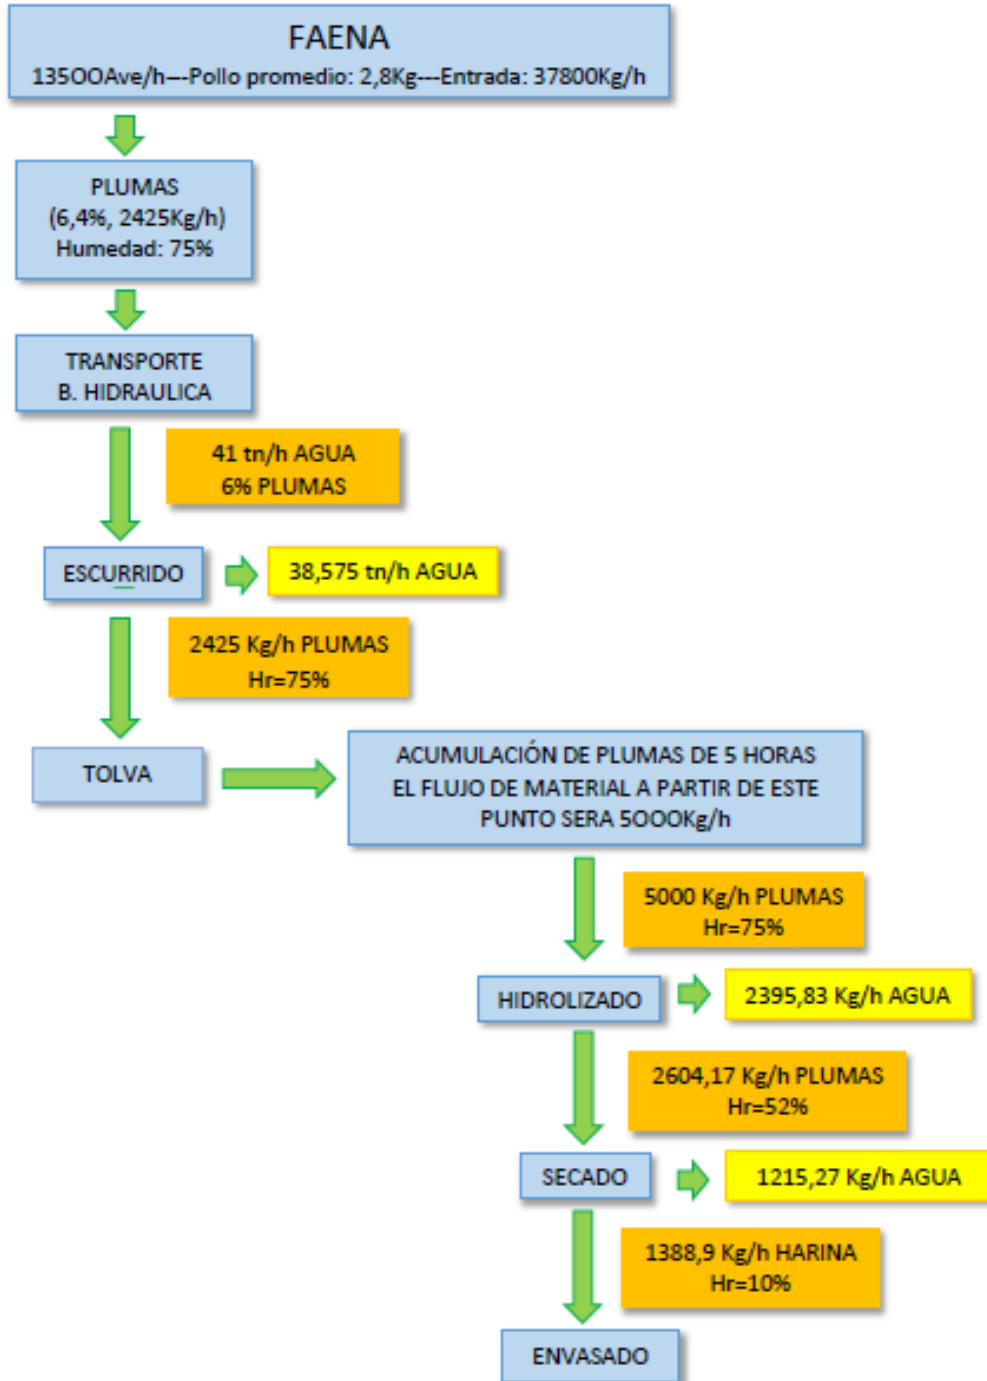 FAENA
135OOAve/h---Pollo promedio: 2,8Kg---Entrada: 37800Kg/h
PLUMAS
(6,4%, 2425Kg/h)
Humedad: 75%
TRANSPORTE
B. HIDRAULICA
41 tn/h AGUA
6% PLUMAS
ESCURRIDO
38,575 tn/h AGUA
2425 Kg/h PLUMAS
Hr=75%
TOLVA
ACUMULACIÓN DE PLUMAS DE 5 HORAS
EL FLUJO DE MATERIAL A PARTIR DE ESTE
PUNTO SERA 5OOOKg/h
5000 Kg/h PLUMAS
Hr=75%
HIDROLIZADO
2395,83 Kg/h AGUA
2604,17 Kg/h PLUMAS
Hr=52%
SECADO
1215,27 Kg/h AGUA
1388,9 Kg/h HARINA
Hr=10%
ENVASADO